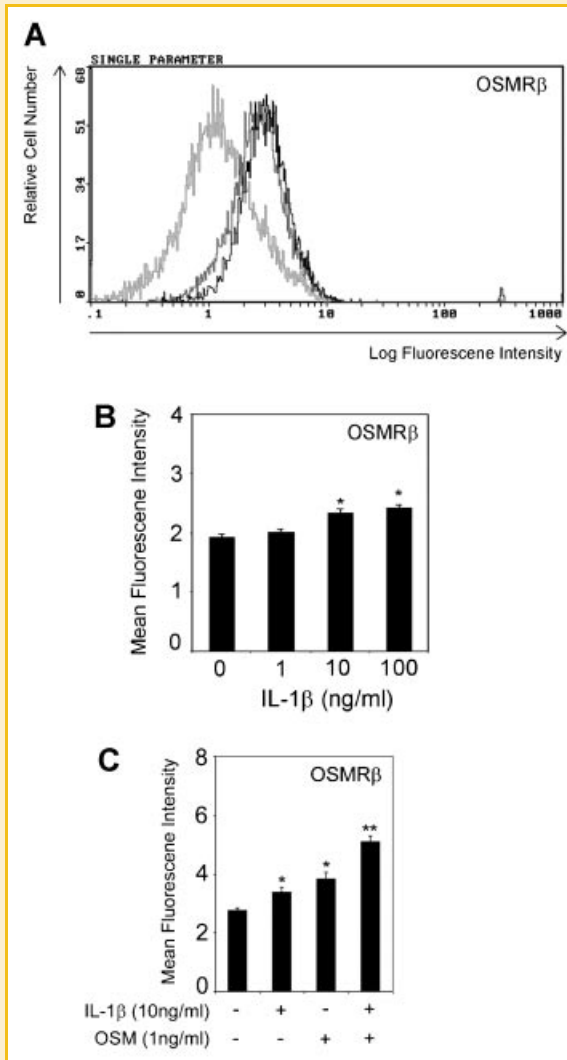 A
SINGLE PARAMETER
OSMRβ
Relative Cell Number
68
51
34
17
0
.1 1 10 100 1000
Log Fluorescene Intensity
B
OSMRβ
Mean Fluorescene Intensity
4
3
2
1
0
* *
0 1 10 100
IL-1β (ng/ml)
C
OSMRβ
Mean Fluorescene Intensity
8
6
4
2
0
* * **
IL-1β (10ng/ml) - + - +
OSM (1ng/ml) - - + +